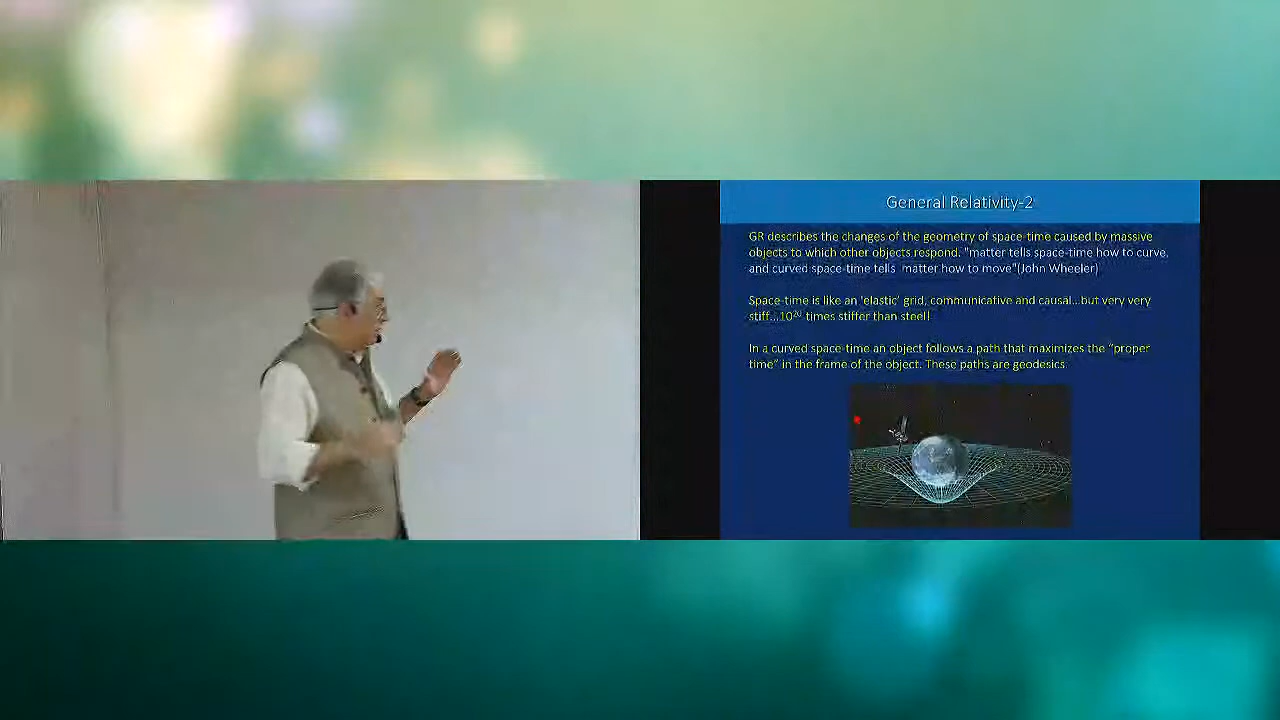 General Relativity-2
GR describes the changes of the geometry of space-time caused by massive
objects to which other objects respond. "matter tells space-time how to curve,
and curved space-time tells matter how to move"(John Wheeler)
Space-time is like an 'elastic' grid, communicative and causal...but very very
stiff...10²⁰ times stiffer than steel!
In a curved space-time an object follows a path that maximizes the "proper
time" in the frame of the object. These paths are geodesics.